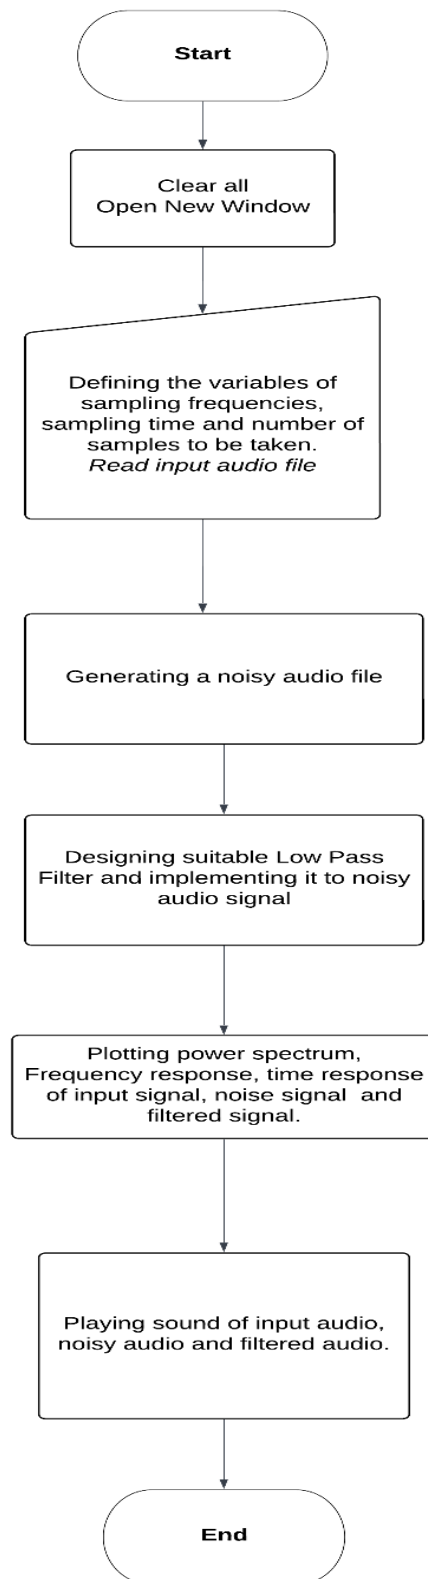 Start
Clear all
Open New Window
Defining the variables of
sampling frequencies,
sampling time and number of
samples to be taken.
Read input audio file
Generating a noisy audio file
Designing suitable Low Pass
Filter and implementing it to noisy
audio signal
Plotting power spectrum,
Frequency response, time response
of input signal, noise signal  and
filtered signal.
Playing sound of input audio,
noisy audio and filtered audio.
End